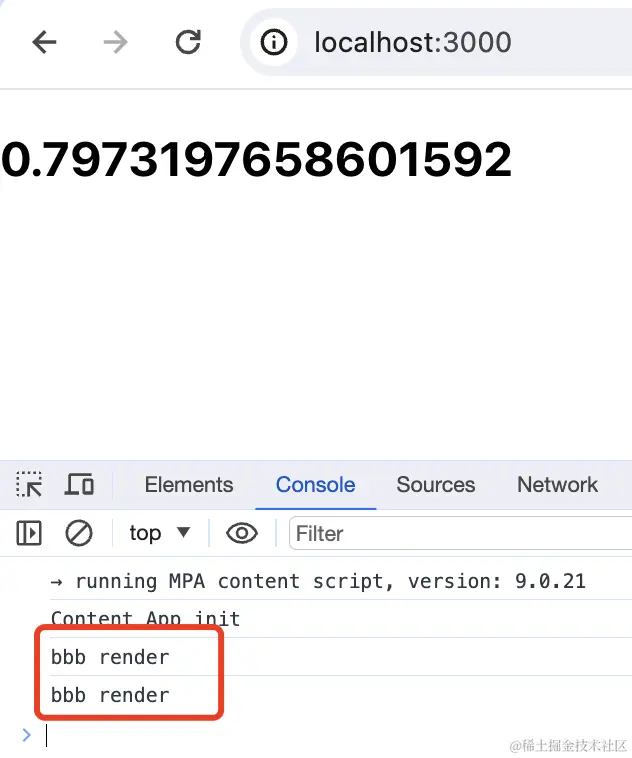 localhost:3000
0.7973197658601592
Elements Console Sources Network
top Filter
→ running MPA content script, version: 9.0.21
Content App init
bbb render
bbb render
>
@稀土掘金技术社区